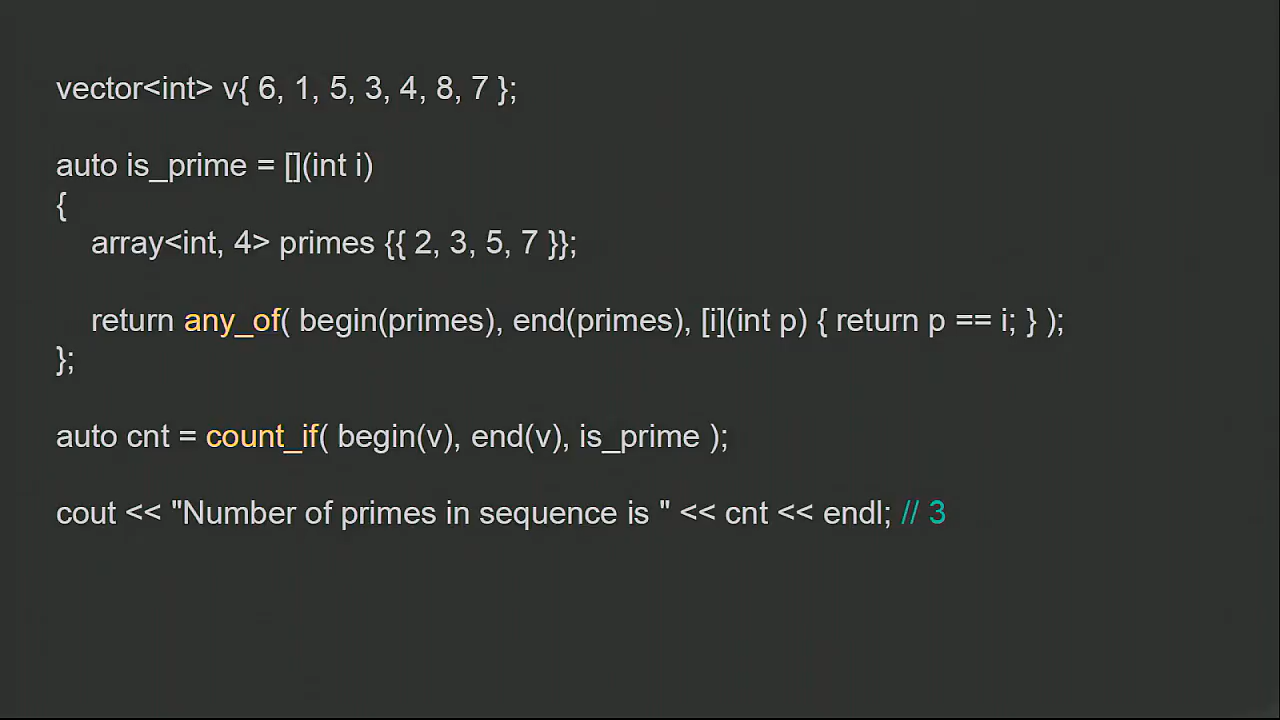 vector<int> v{ 6, 1, 5, 3, 4, 8, 7 };
auto is_prime = [](int i)
{
array<int, 4> primes {{ 2, 3, 5, 7 }};
return any_of( begin(primes), end(primes), [i](int p) { return p == i; } );
};
auto cnt = count_if( begin(v), end(v), is_prime );
cout << "Number of primes in sequence is " << cnt << endl; // 3